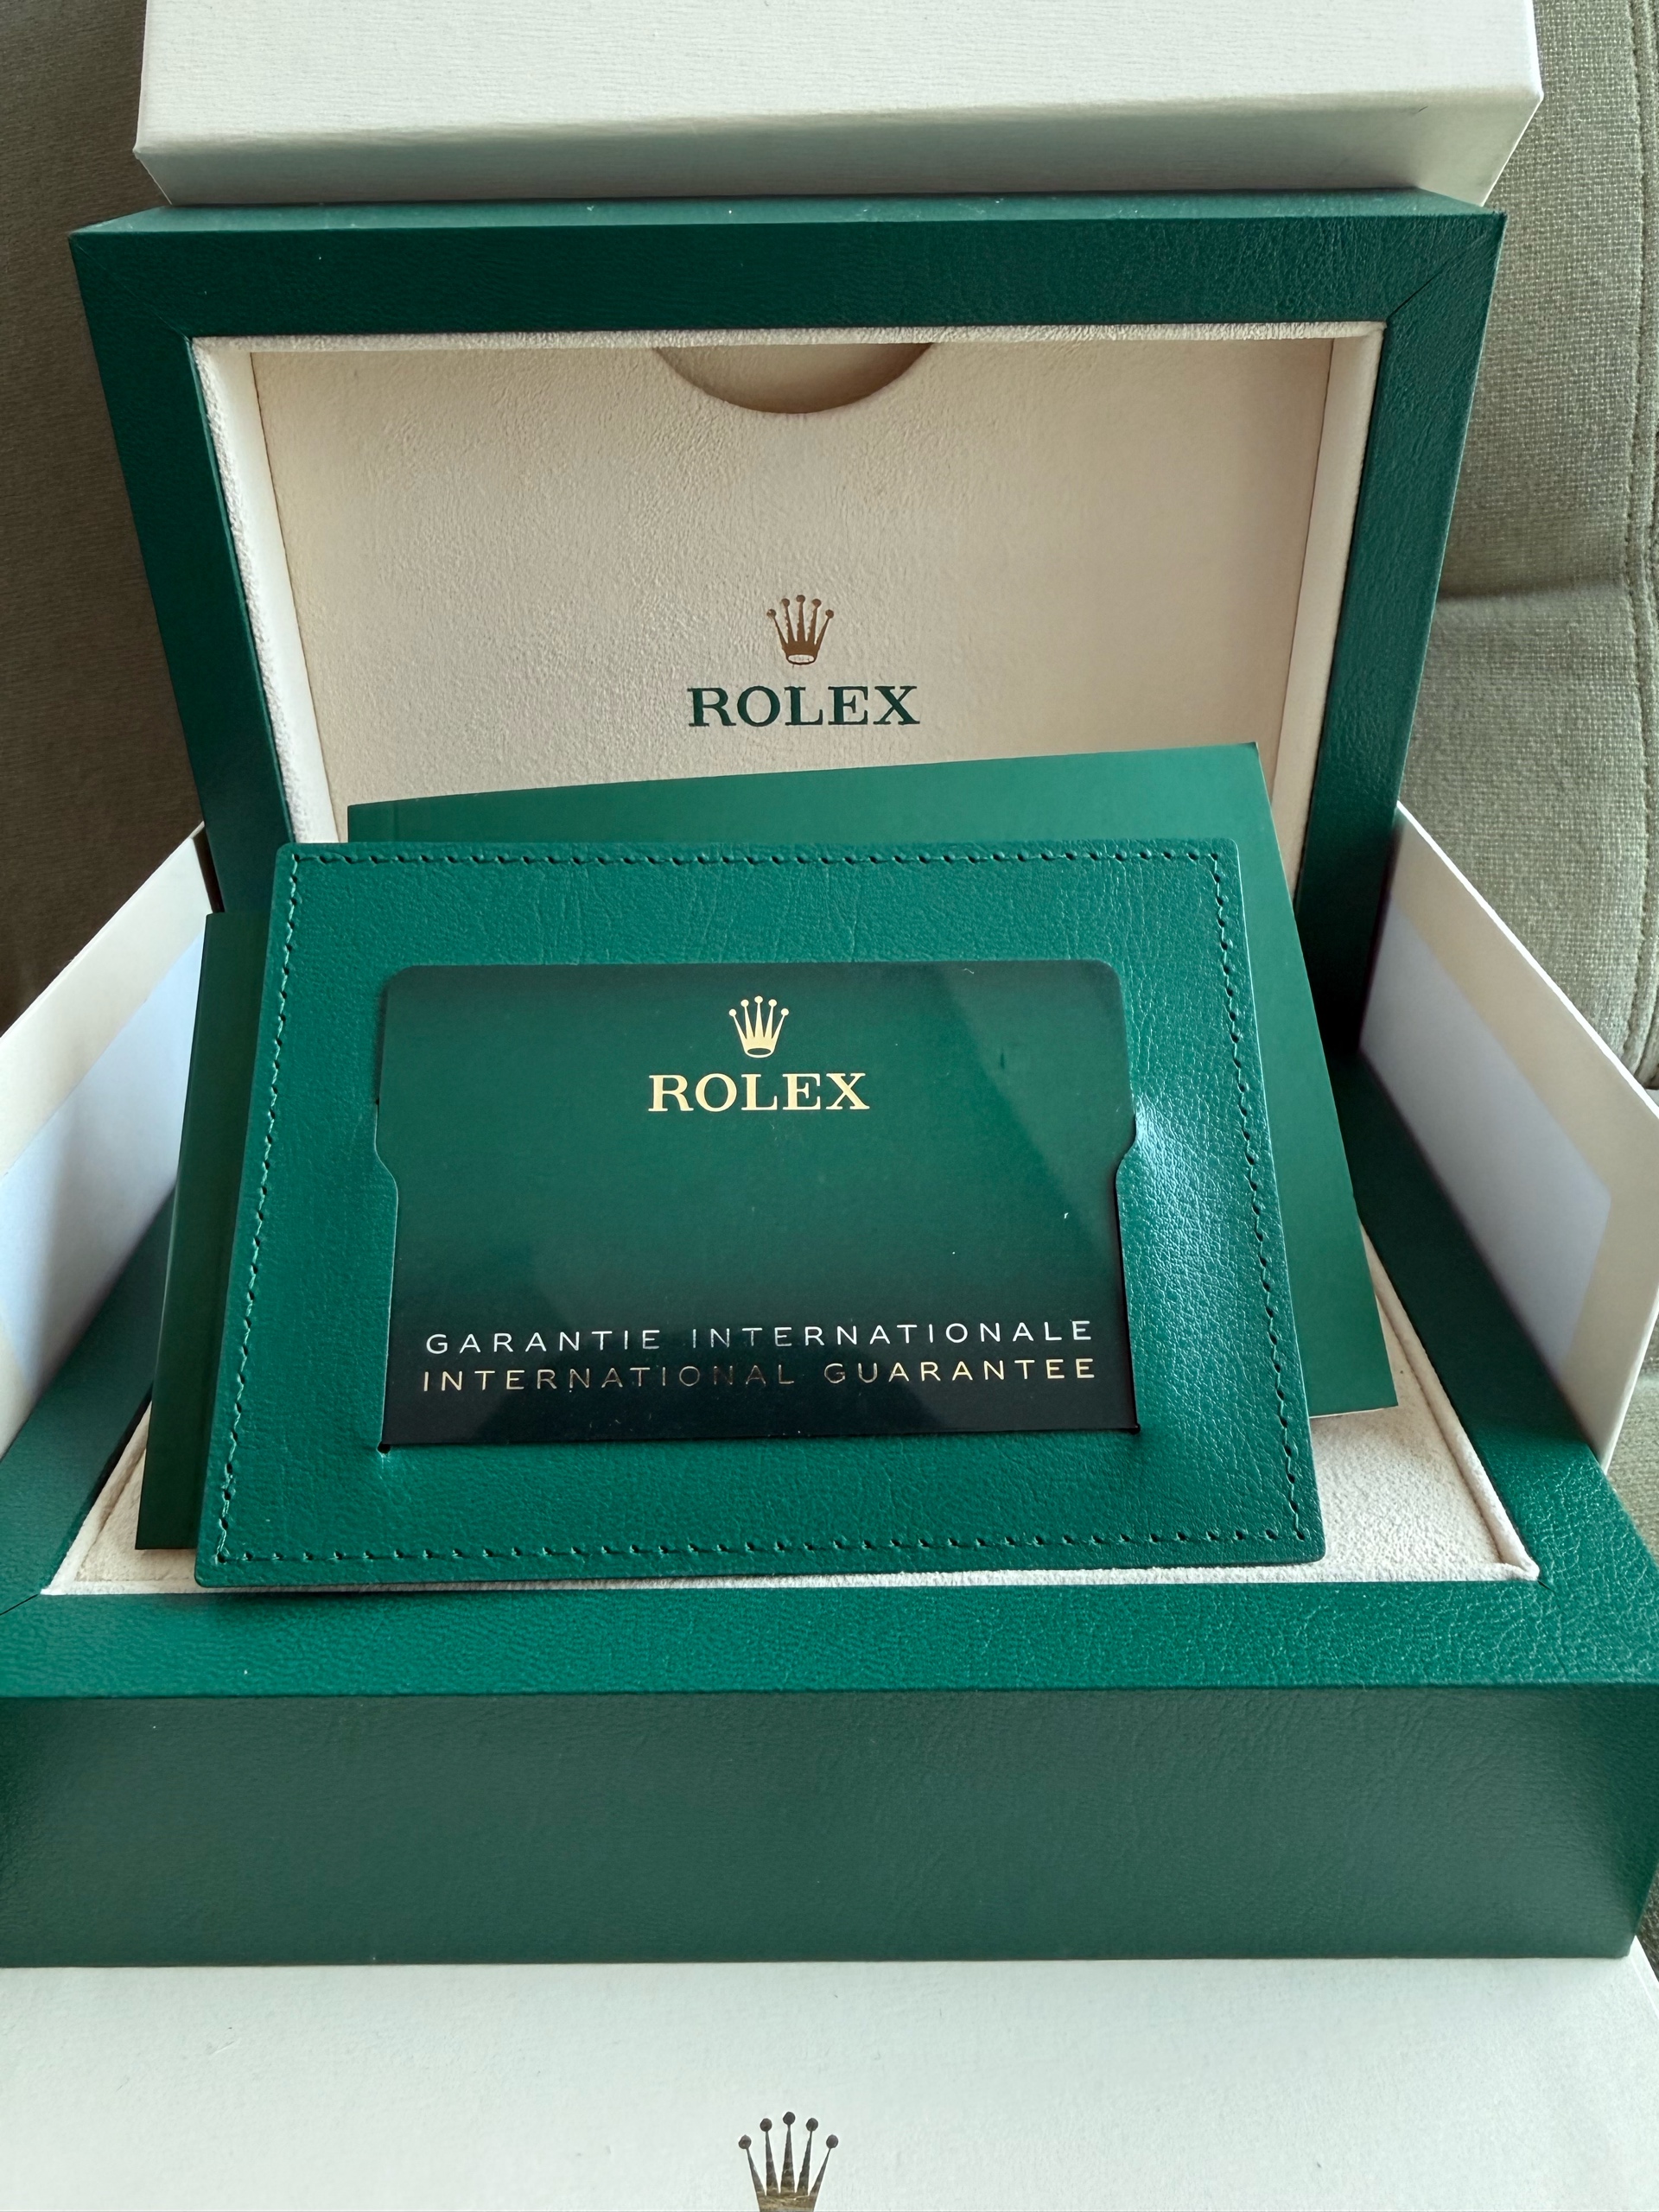 ROLEX
ROLEX
GARANTIE INTERNATIONALE
INTERNATIONAL GUARANTEE